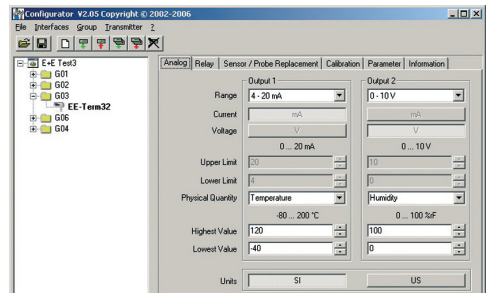 Configurator V2.05 Copyright © 2002-2006
File Interfaces Group Transmitter ?
E+E Test3
G01
G02
G03
EE-Term32
G06
G04
Analog Relay Sensor / Probe Replacement Calibration Parameter Information
Output 1 Output 2
Range 4 - 20 mA 0 - 10 V
Current mA mA
Voltage V V
0 ... 20 mA 0 ... 10 V
Upper Limit 20 10
Lower Limit 4 0
Physical Quantity Temperature Humidity
-80 ... 200 °C 0 ... 100 %rF
Highest Value 120 100
Lowest Value -40 0
Units SI US